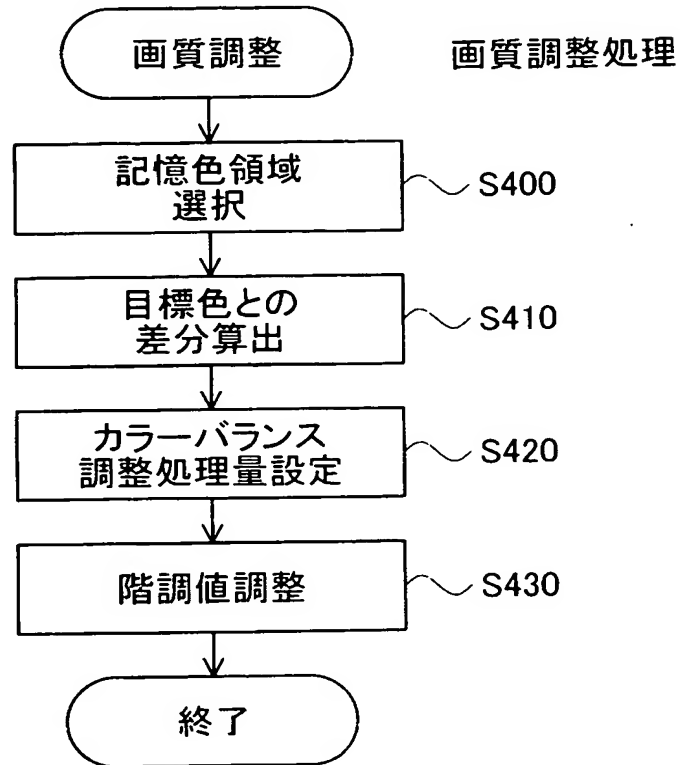 画質調整
画質調整処理
記憶色領域
選択
S400
目標色との
差分算出
S410
カラーバランス
調整処理量設定
S420
階調値調整
S430
終了